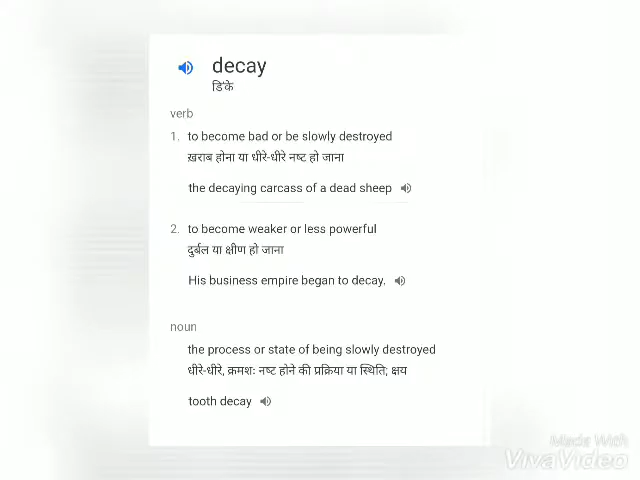 decay
डि'के
verb
1. to become bad or be slowly destroyed
ख़राब होना या धीरे-धीरे नष्ट हो जाना
the decaying carcass of a dead sheep
2. to become weaker or less powerful
दुर्बल या क्षीण हो जाना
His business empire began to decay.
noun
the process or state of being slowly destroyed
धीरे-धीरे, क्रमशः नष्ट होने की प्रक्रिया या स्थिति; क्षय
tooth decay
Made With
VivaVideo